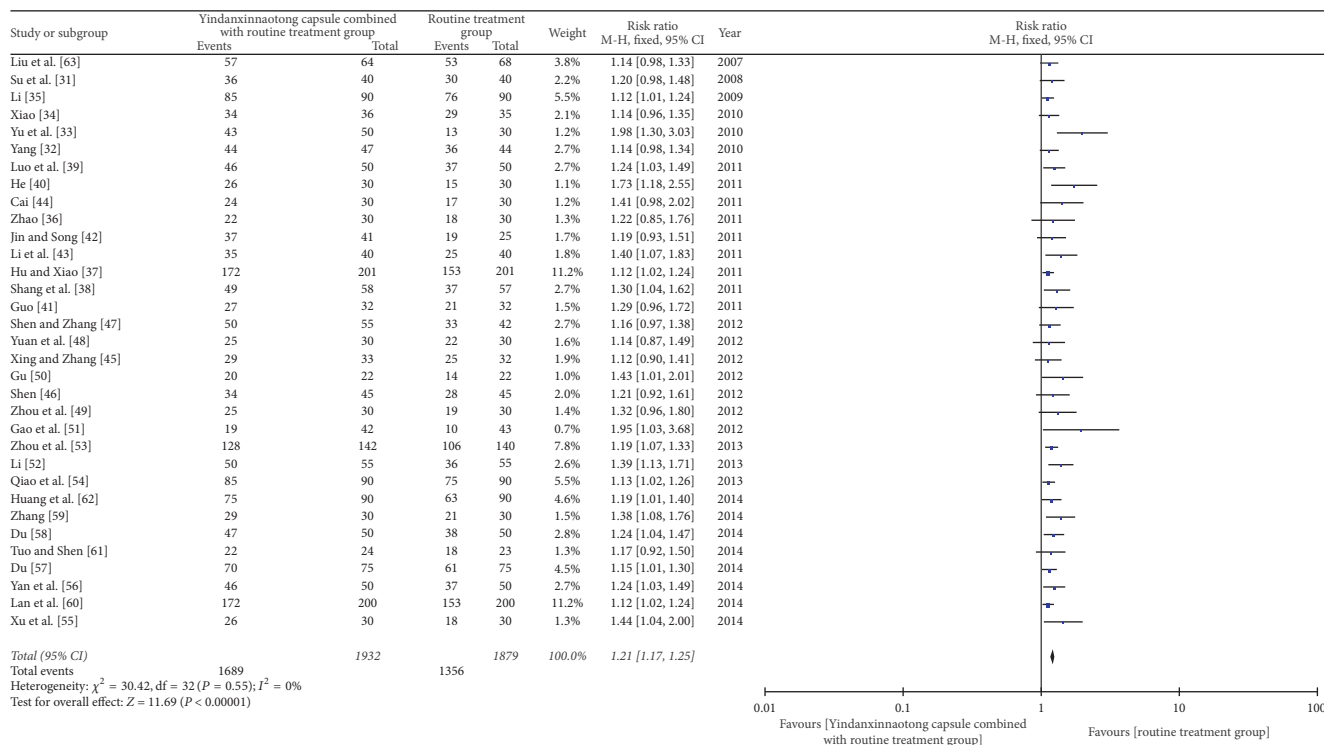 Study or subgroup Yindanxinnaotong capsule combined with routine treatment group Routine treatment group Weight Risk ratio M-H, fixed, 95% CI Year Risk ratio M-H, fixed, 95% CI
Events Total Events Total
Liu et al. [63] 57 64 53 68 3.8% 1.14 [0.98, 1.33] 2007
Su et al. [31] 36 40 30 40 2.2% 1.20 [0.98, 1.48] 2008
Li [35] 85 90 76 90 5.5% 1.12 [1.01, 1.24] 2009
Xiao [34] 34 36 29 35 2.1% 1.14 [0.96, 1.35] 2010
Yu et al. [33] 43 50 13 30 1.2% 1.98 [1.30, 3.03] 2010
Yang [32] 44 47 36 44 2.7% 1.14 [0.98, 1.34] 2010
Luo et al. [39] 46 50 37 50 2.7% 1.24 [1.03, 1.49] 2011
He [40] 26 30 15 30 1.1% 1.73 [1.18, 2.55] 2011
Cai [44] 24 30 17 30 1.2% 1.41 [0.98, 2.02] 2011
Zhao [36] 22 30 18 30 1.3% 1.22 [0.85, 1.76] 2011
Jin and Song [42] 37 41 19 25 1.7% 1.19 [0.93, 1.51] 2011
Li et al. [43] 35 40 25 40 1.8% 1.40 [1.07, 1.83] 2011
Hu and Xiao [37] 172 201 153 201 11.2% 1.12 [1.02, 1.24] 2011
Shang et al. [38] 49 58 37 57 2.7% 1.30 [1.04, 1.62] 2011
Guo [41] 27 32 21 32 1.5% 1.29 [0.96, 1.72] 2011
Shen and Zhang [47] 50 55 33 42 2.7% 1.16 [0.97, 1.38] 2012
Yuan et al. [48] 25 30 22 30 1.6% 1.14 [0.87, 1.49] 2012
Xing and Zhang [45] 29 33 25 32 1.9% 1.12 [0.90, 1.41] 2012
Gu [50] 20 22 14 22 1.0% 1.43 [1.01, 2.01] 2012
Shen [46] 34 45 28 45 2.0% 1.21 [0.92, 1.61] 2012
Zhou et al. [49] 25 30 19 30 1.4% 1.32 [0.96, 1.80] 2012
Gao et al. [51] 19 42 10 43 0.7% 1.95 [1.03, 3.68] 2012
Zhou et al. [53] 128 142 106 140 7.8% 1.19 [1.07, 1.33] 2013
Li [52] 50 55 36 55 2.6% 1.39 [1.13, 1.71] 2013
Qiao et al. [54] 85 90 75 90 5.5% 1.13 [1.02, 1.26] 2013
Huang et al. [62] 75 90 63 90 4.6% 1.19 [1.01, 1.40] 2014
Zhang [59] 29 30 21 30 1.5% 1.38 [1.08, 1.76] 2014
Du [58] 47 50 38 50 2.8% 1.24 [1.04, 1.47] 2014
Tuo and Shen [61] 22 24 18 23 1.3% 1.17 [0.92, 1.50] 2014
Du [57] 70 75 61 75 4.5% 1.15 [1.01, 1.30] 2014
Yan et al. [56] 46 50 37 50 2.7% 1.24 [1.03, 1.49] 2014
Lan et al. [60] 172 200 153 200 11.2% 1.12 [1.02, 1.24] 2014
Xu et al. [55] 26 30 18 30 1.3% 1.44 [1.04, 2.00] 2014
Total (95% CI) 1932 1879 100.0% 1.21 [1.17, 1.25]
Total events 1689 1356
Heterogeneity: χ² = 30.42, df = 32 (P = 0.55); I² = 0%
Test for overall effect: Z = 11.69 (P < 0.00001)
0.01 0.1 1 10 100
Favours [Yindanxinnaotong capsule combined with routine treatment group] Favours [routine treatment group]